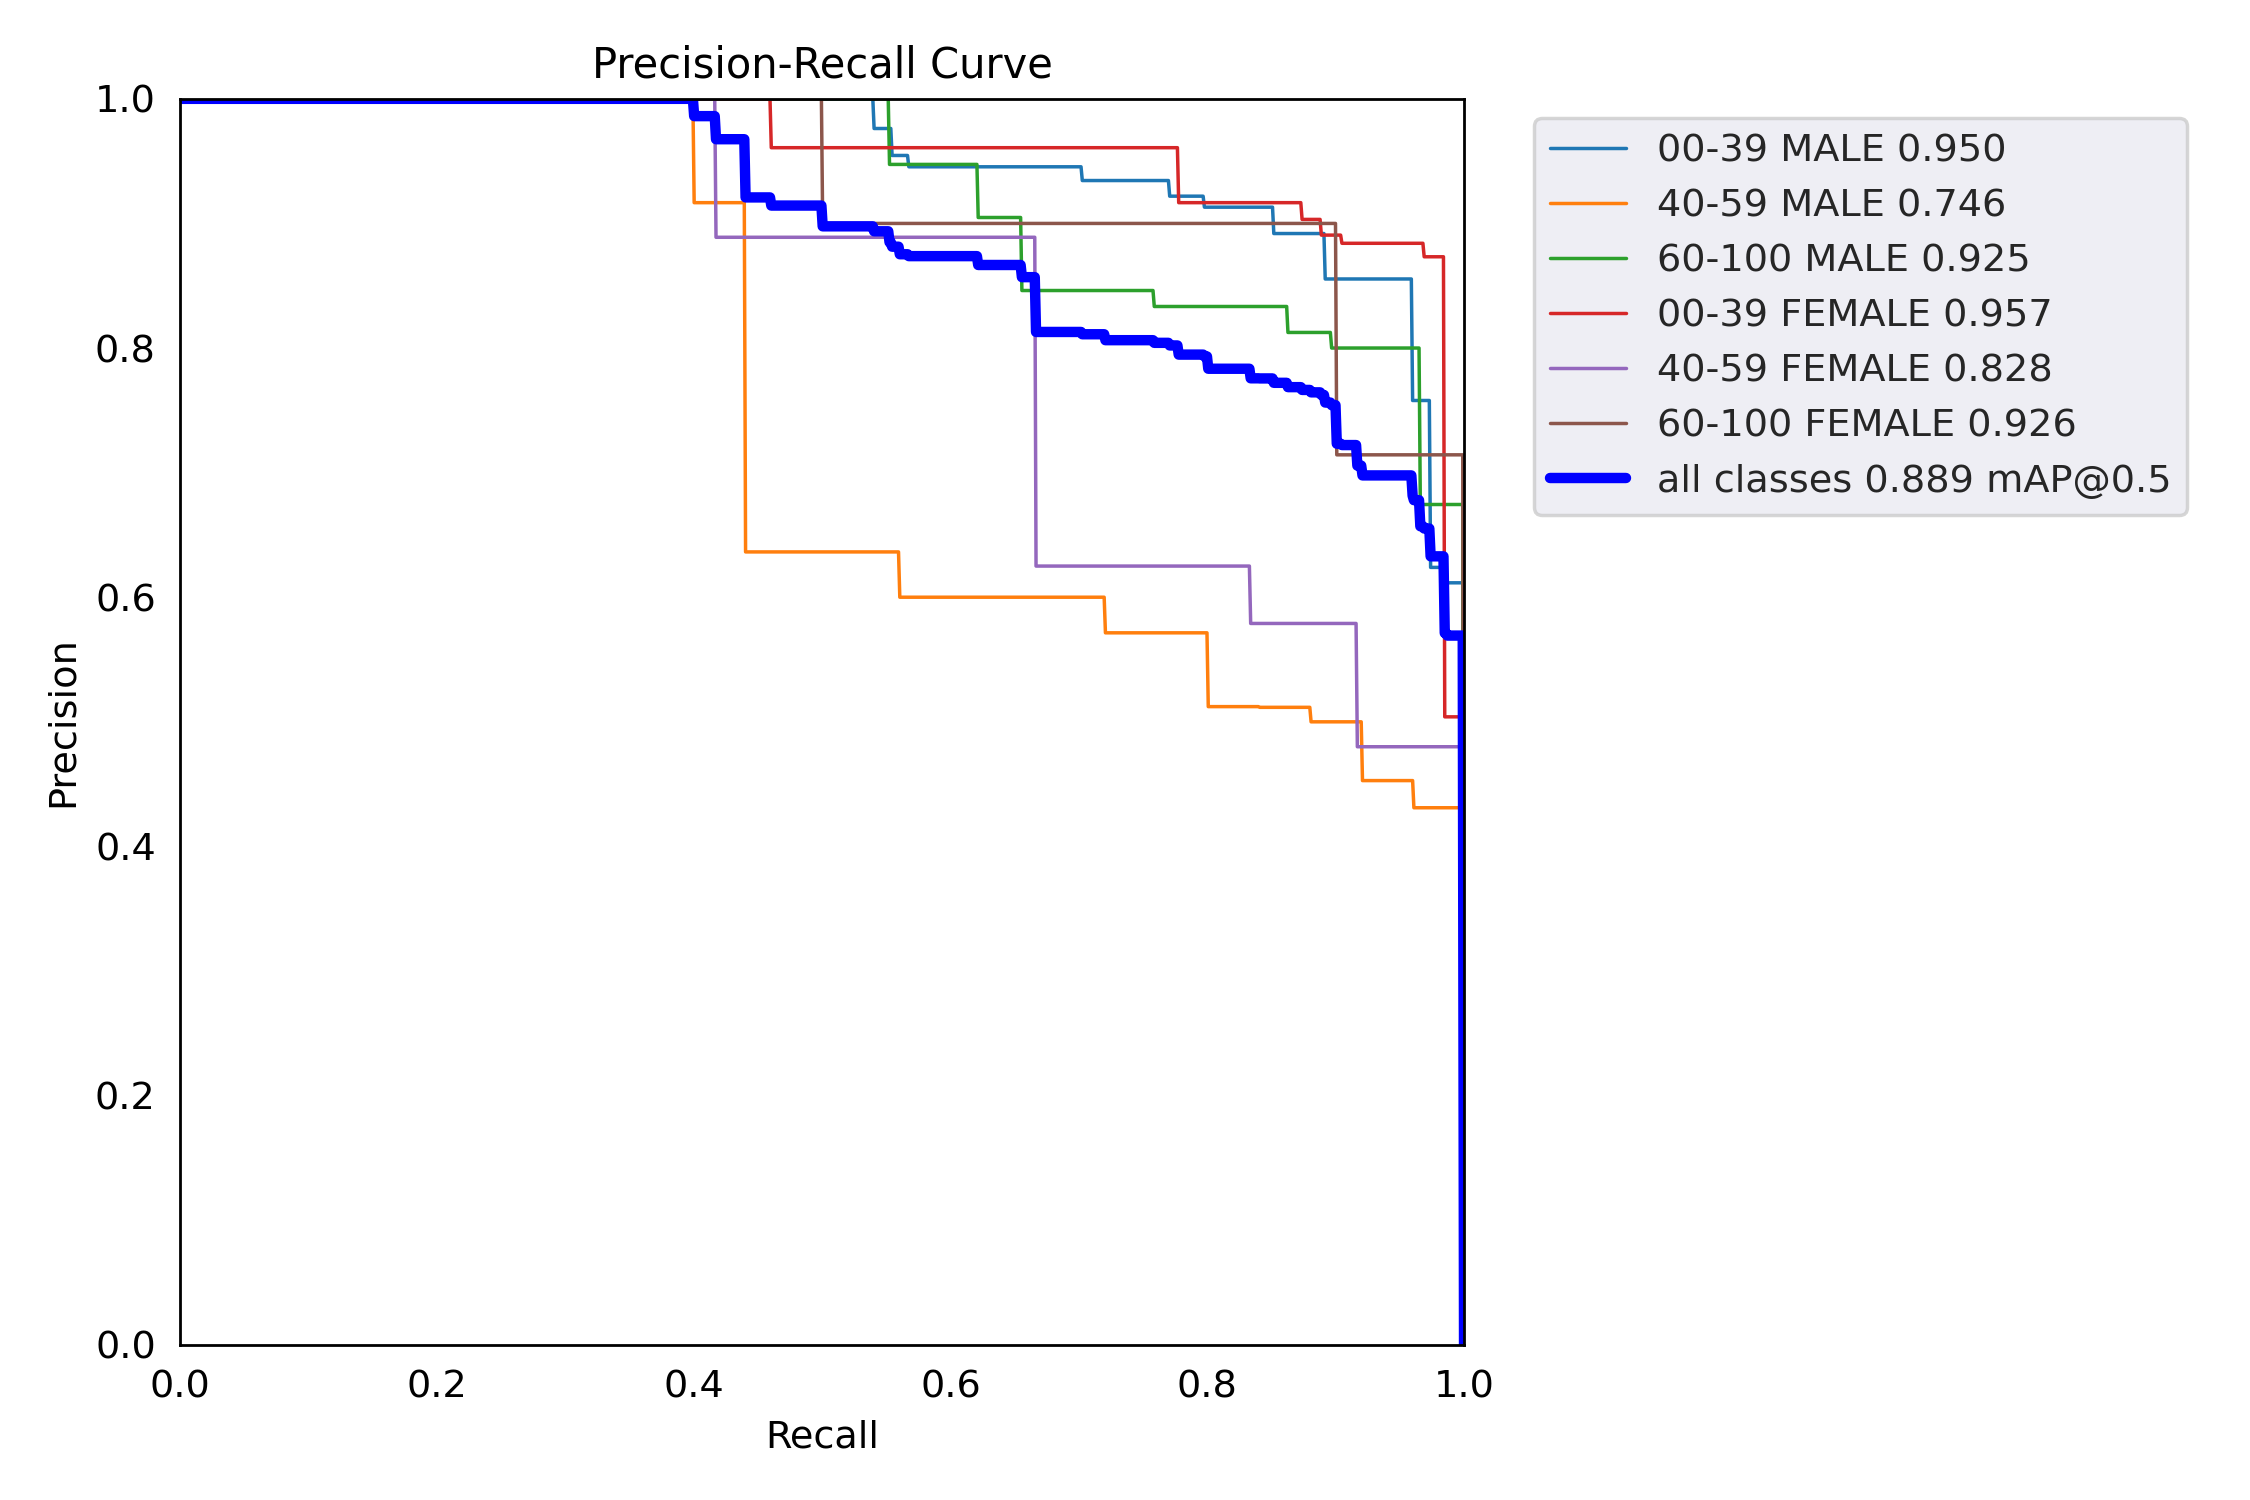 Precision-Recall Curve
1.0
0.8
0.6
0.4
0.2
0.0
Precision
0.0 0.2 0.4 0.6 0.8 1.0
Recall
00-39 MALE 0.950
40-59 MALE 0.746
60-100 MALE 0.925
00-39 FEMALE 0.957
40-59 FEMALE 0.828
60-100 FEMALE 0.926
all classes 0.889 mAP@0.5